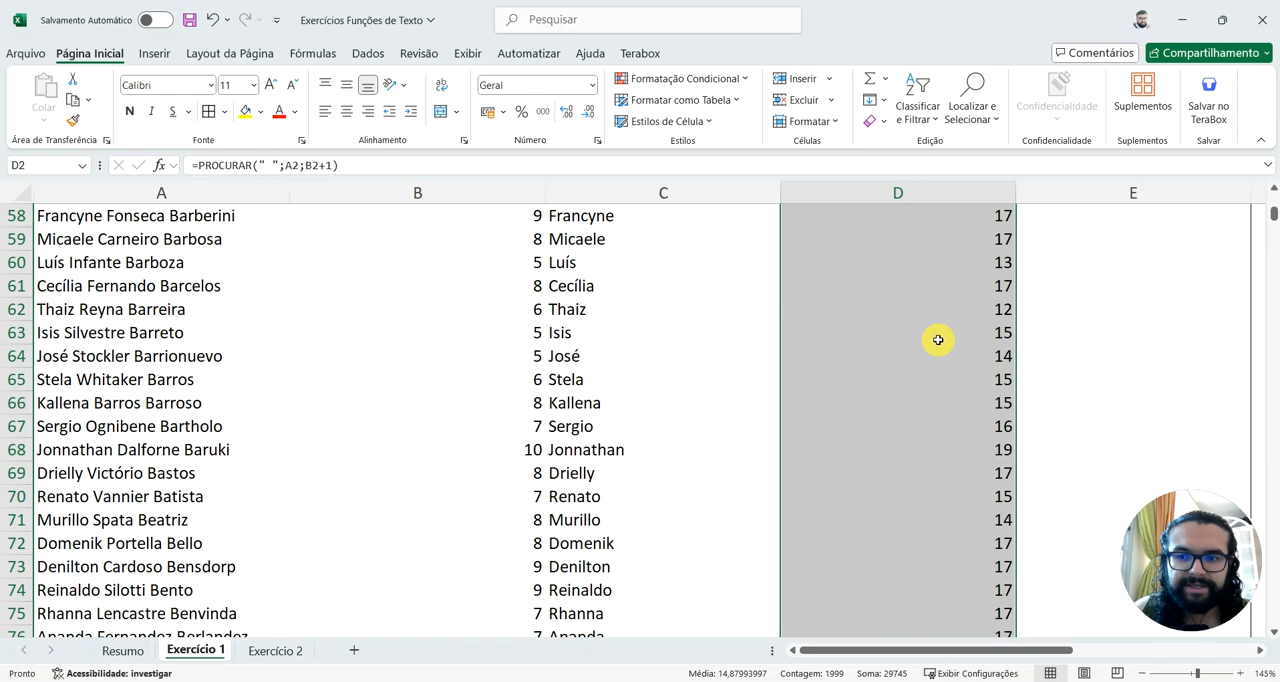 Salvamento Automático
Exercícios Funções de Texto
Pesquisar
Arquivo Página Inicial Inserir Layout da Página Fórmulas Dados Revisão Exibir Automatizar Ajuda Terabox
Comentários Compartilhamento
Calibri 11
Geral
Formatação Condicional
Formatar como Tabela
Estilos de Célula
Inserir
Excluir
Formatar
Colar
N I S
% 000
Classificar e Filtrar
Localizar e Selecionar
Confidencialidade
Suplementos
Salvar no TeraBox
Área de Transferência Fonte Alinhamento Número Estilos Células Edição Confidencialidade Suplementos Salvar
D2 fx =PROCURAR(" ";A2;B2+1)
A B C D E
58 Francyne Fonseca Barberini 9 Francyne 17
59 Micaele Carneiro Barbosa 8 Micaele 17
60 Luís Infante Barboza 5 Luís 13
61 Cecília Fernando Barcelos 8 Cecília 17
62 Thaiz Reyna Barreira 6 Thaiz 12
63 Isis Silvestre Barreto 5 Isis 15
64 José Stockler Barrionuevo 5 José 14
65 Stela Whitaker Barros 6 Stela 15
66 Kallena Barros Barroso 8 Kallena 15
67 Sergio Ognibene Bartholo 7 Sergio 16
68 Jonnathan Dalforne Baruki 10 Jonnathan 19
69 Drielly Victório Bastos 8 Drielly 17
70 Renato Vannier Batista 7 Renato 15
71 Murillo Spata Beatriz 8 Murillo 14
72 Domenik Portella Bello 8 Domenik 17
73 Denilton Cardoso Bensdorp 9 Denilton 17
74 Reinaldo Silotti Bento 9 Reinaldo 17
75 Rhanna Lencastre Benvinda 7 Rhanna 17
76 Ananda Fernandez Berlandez 7 Ananda 17
Resumo Exercício 1 Exercício 2
Pronto Acessibilidade: investigar Média: 14,87993997 Contagem: 1999 Soma: 29745 Exibir Configurações 145%